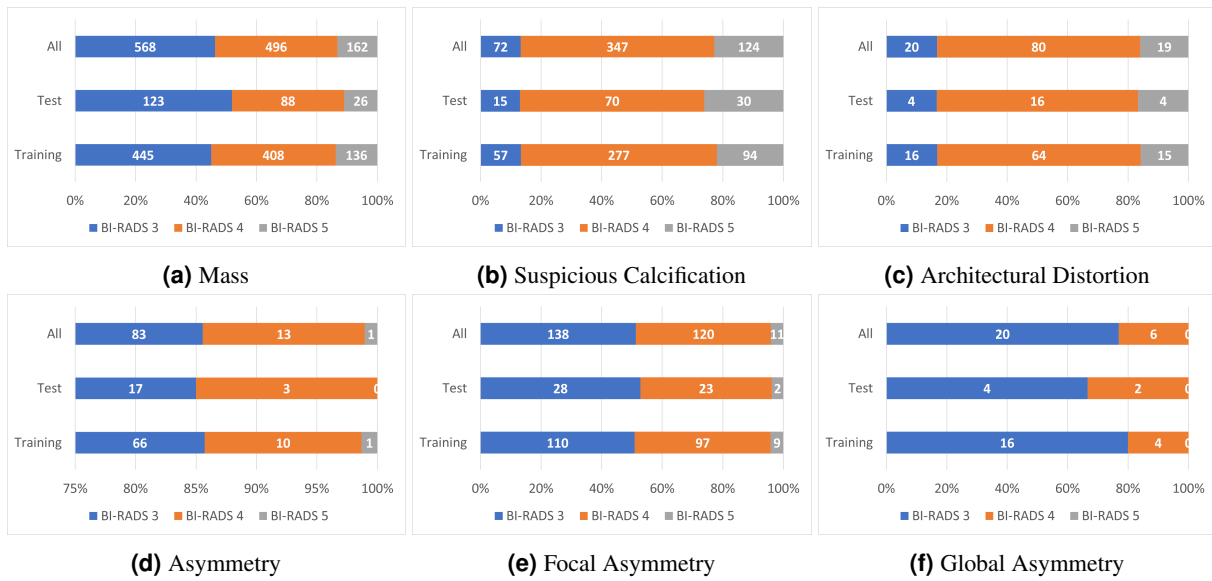 All 568 496 162
Test 123 88 26
Training 445 408 136
0% 20% 40% 60% 80% 100%
BI-RADS 3 BI-RADS 4 BI-RADS 5
(a) Mass
All 72 347 124
Test 15 70 30
Training 57 277 94
0% 20% 40% 60% 80% 100%
BI-RADS 3 BI-RADS 4 BI-RADS 5
(b) Suspicious Calcification
All 20 80 19
Test 4 16 4
Training 16 64 15
0% 20% 40% 60% 80% 100%
BI-RADS 3 BI-RADS 4 BI-RADS 5
(c) Architectural Distortion
All 83 13 1
Test 17 3 0
Training 66 10 1
75% 80% 85% 90% 95% 100%
BI-RADS 3 BI-RADS 4 BI-RADS 5
(d) Asymmetry
All 138 120 11
Test 28 23 2
Training 110 97 9
0% 20% 40% 60% 80% 100%
BI-RADS 3 BI-RADS 4 BI-RADS 5
(e) Focal Asymmetry
All 20 6 0
Test 4 2 0
Training 16 4 0
0% 20% 40% 60% 80% 100%
BI-RADS 3 BI-RADS 4 BI-RADS 5
(f) Global Asymmetry